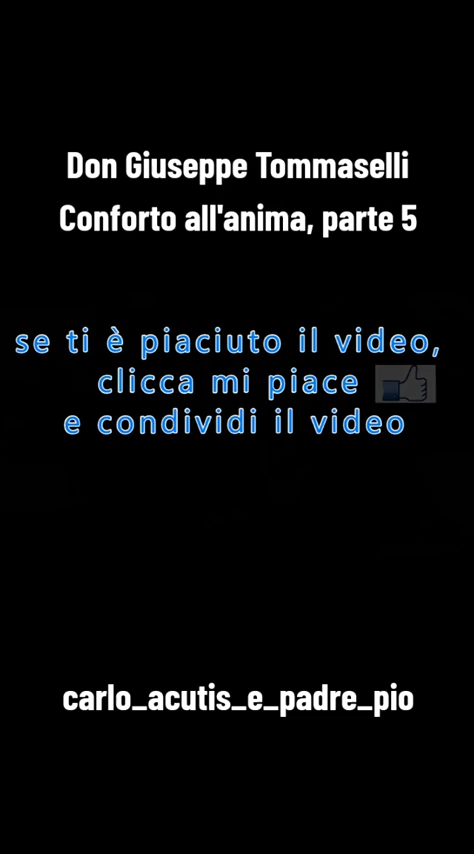 Don Giuseppe Tommaselli
Conforto all'anima, parte 5
se ti è piaciuto il video,
clicca mi piace
e condividi il video
carlo_acutis_e_padre_pio